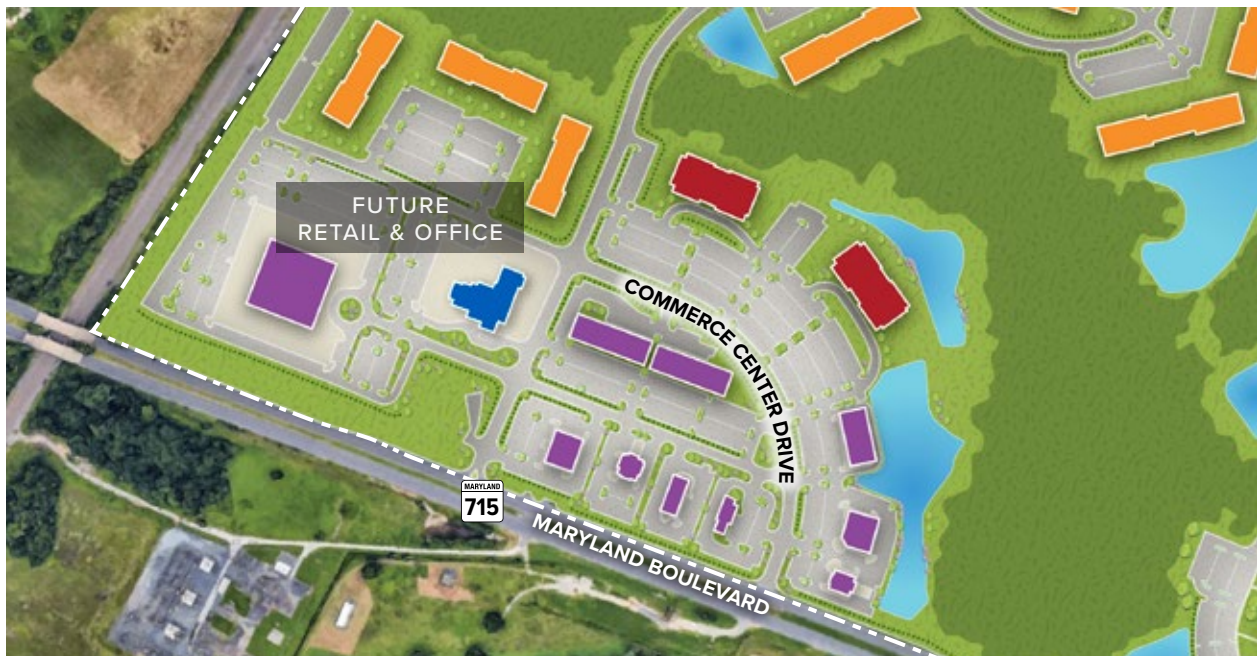 FUTURE
RETAIL & OFFICE
COMMERCE CENTER DRIVE
MARYLAND
715
MARYLAND BOULEVARD